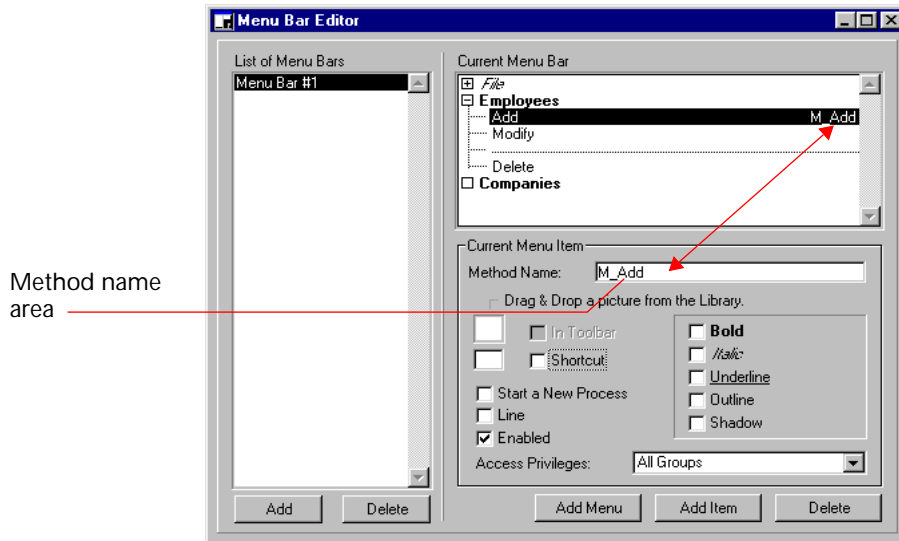 Menu Bar Editor
List of Menu Bars
Menu Bar #1
Add
Delete
Current Menu Bar
File
Employees
Add M_Add
Modify
Delete
Companies
Current Menu Item
Method Name: M_Add
Drag & Drop a picture from the Library.
In Toolbar
Shortcut
Start a New Process
Line
Enabled
Bold
Italic
Underline
Outline
Shadow
Access Privileges: All Groups
Add Menu Add Item Delete
Method name
area